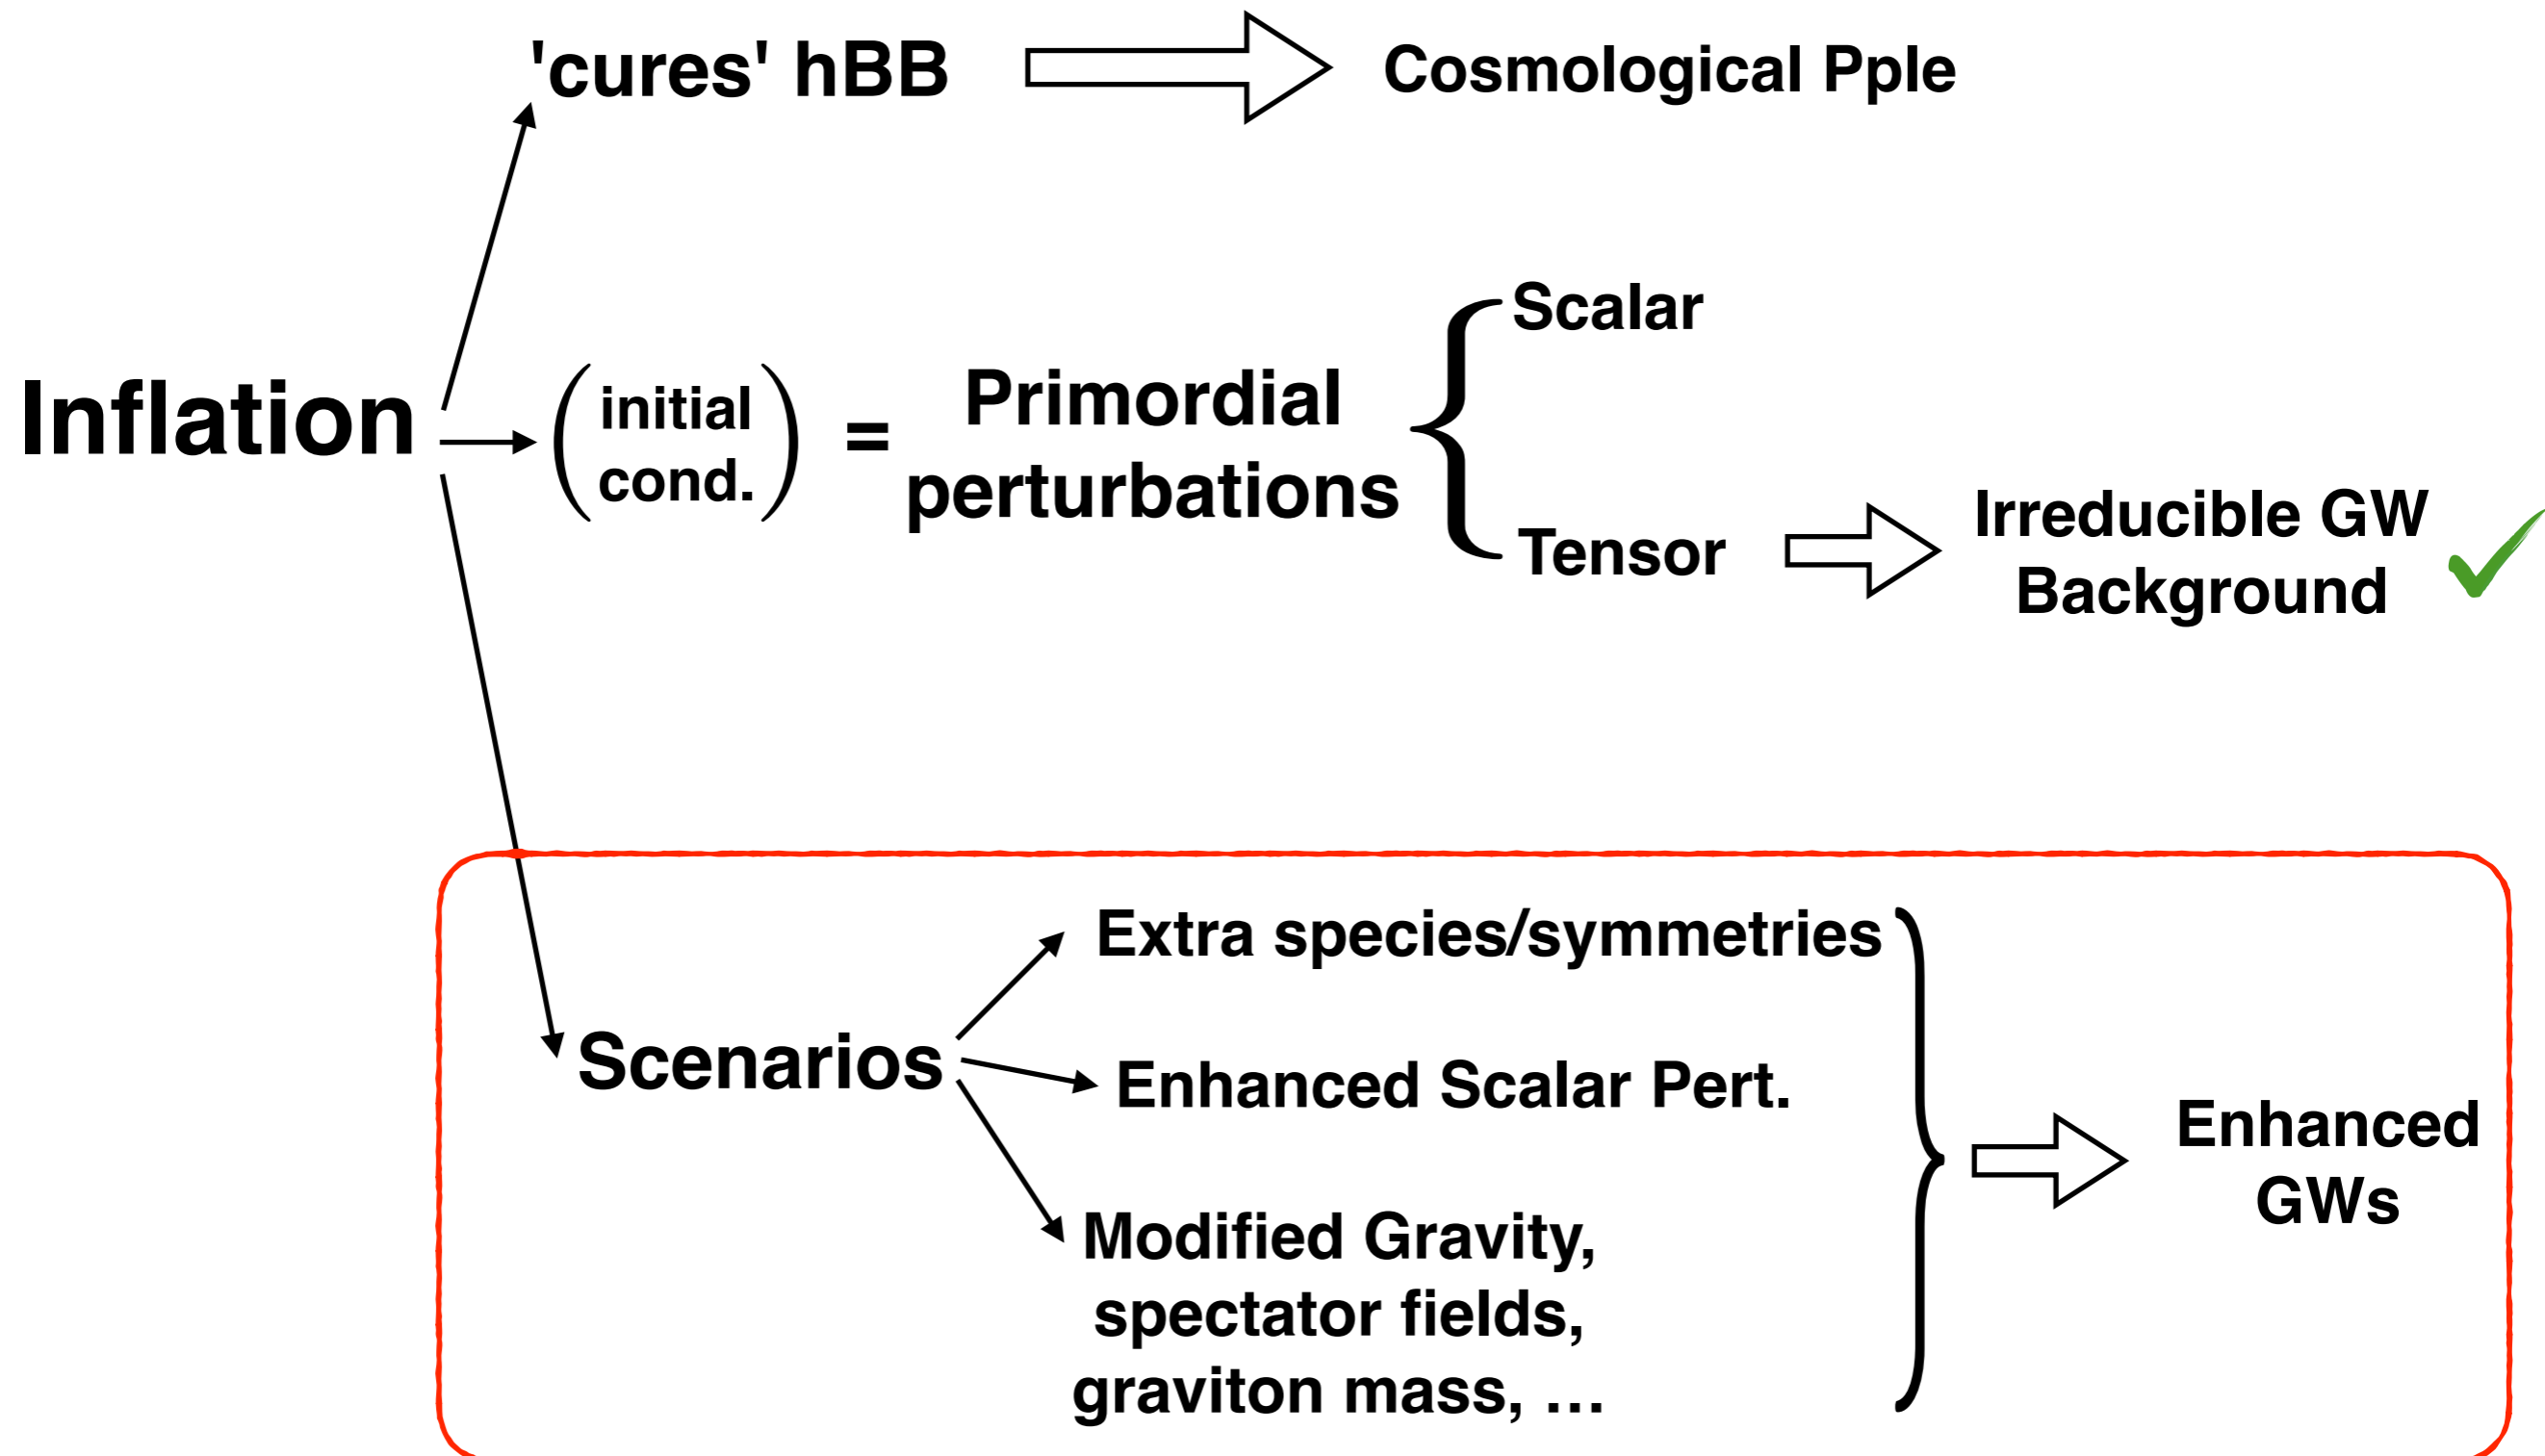 'cures' hBB
Cosmological Pple
Inflation
initial
cond.
=
Primordial
perturbations
Scalar
Tensor
Irreducible GW
Background
Scenarios
Extra species/symmetries
Enhanced Scalar Pert.
Modified Gravity,
spectator fields,
graviton mass, …
Enhanced
GWs